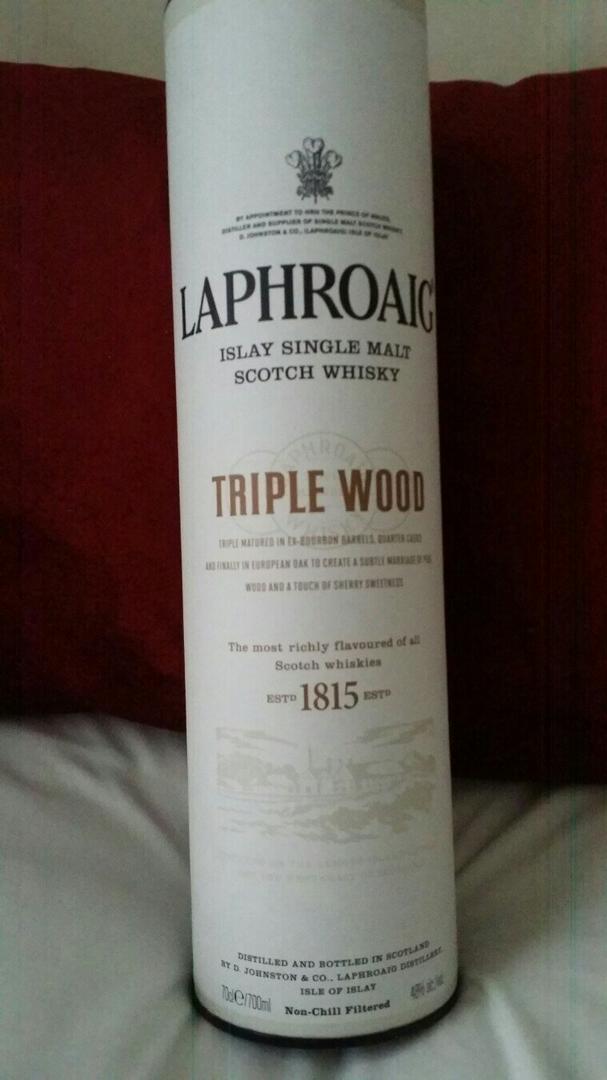 BY APPOINTMENT TO HRH THE PRINCE OF WALES,
DISTILLER AND SUPPLIER OF SINGLE MALT SCOTCH WHISKY
D. JOHNSTON & CO., (LAPHROAIG) ISLE OF ISLAY
LAPHROAIG
ISLAY SINGLE MALT
SCOTCH WHISKY
LAPHROAIG
WHISKY
TRIPLE WOOD
TRIPLE MATURED IN EX-BOURBON BARRELS, QUARTER CASKS
AND FINALLY IN EUROPEAN OAK TO CREATE A SUBTLE MARRIAGE OF
WOOD AND A TOUCH OF SHERRY SWEETNESS
The most richly flavoured of all
Scotch whiskies
ESTD 1815 ESTD
DISTILLED AND BOTTLED IN SCOTLAND
BY D. JOHNSTON & CO., LAPHROAIG DISTILLERY,
ISLE OF ISLAY
70cl e/700ml Non-Chill Filtered 48% alc./vol.